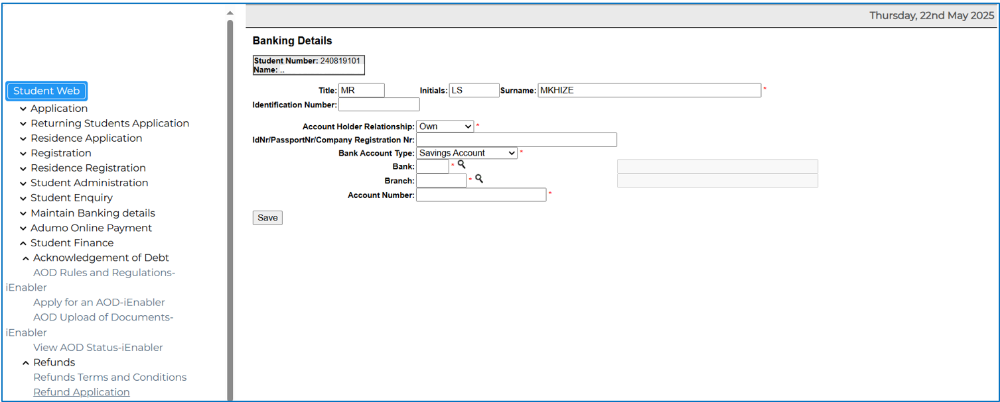 Thursday, 22nd May 2025
Student Web
Application
Returning Students Application
Residence Application
Registration
Residence Registration
Student Administration
Student Enquiry
Maintain Banking details
Adumo Online Payment
Student Finance
Acknowledgement of Debt
AOD Rules and Regulations-
iEnabler
Apply for an AOD-iEnabler
AOD Upload of Documents-
iEnabler
View AOD Status-iEnabler
Refunds
Refunds Terms and Conditions
Refund Application
Banking Details
Student Number: 240819101
Name: ..
Title: MR Initials: LS Surname: MKHIZE *
Identification Number:
Account Holder Relationship: Own *
IdNr/PassportNr/Company Registration Nr:
Bank Account Type: Savings Account *
Bank: *
Branch: *
Account Number: *
Save